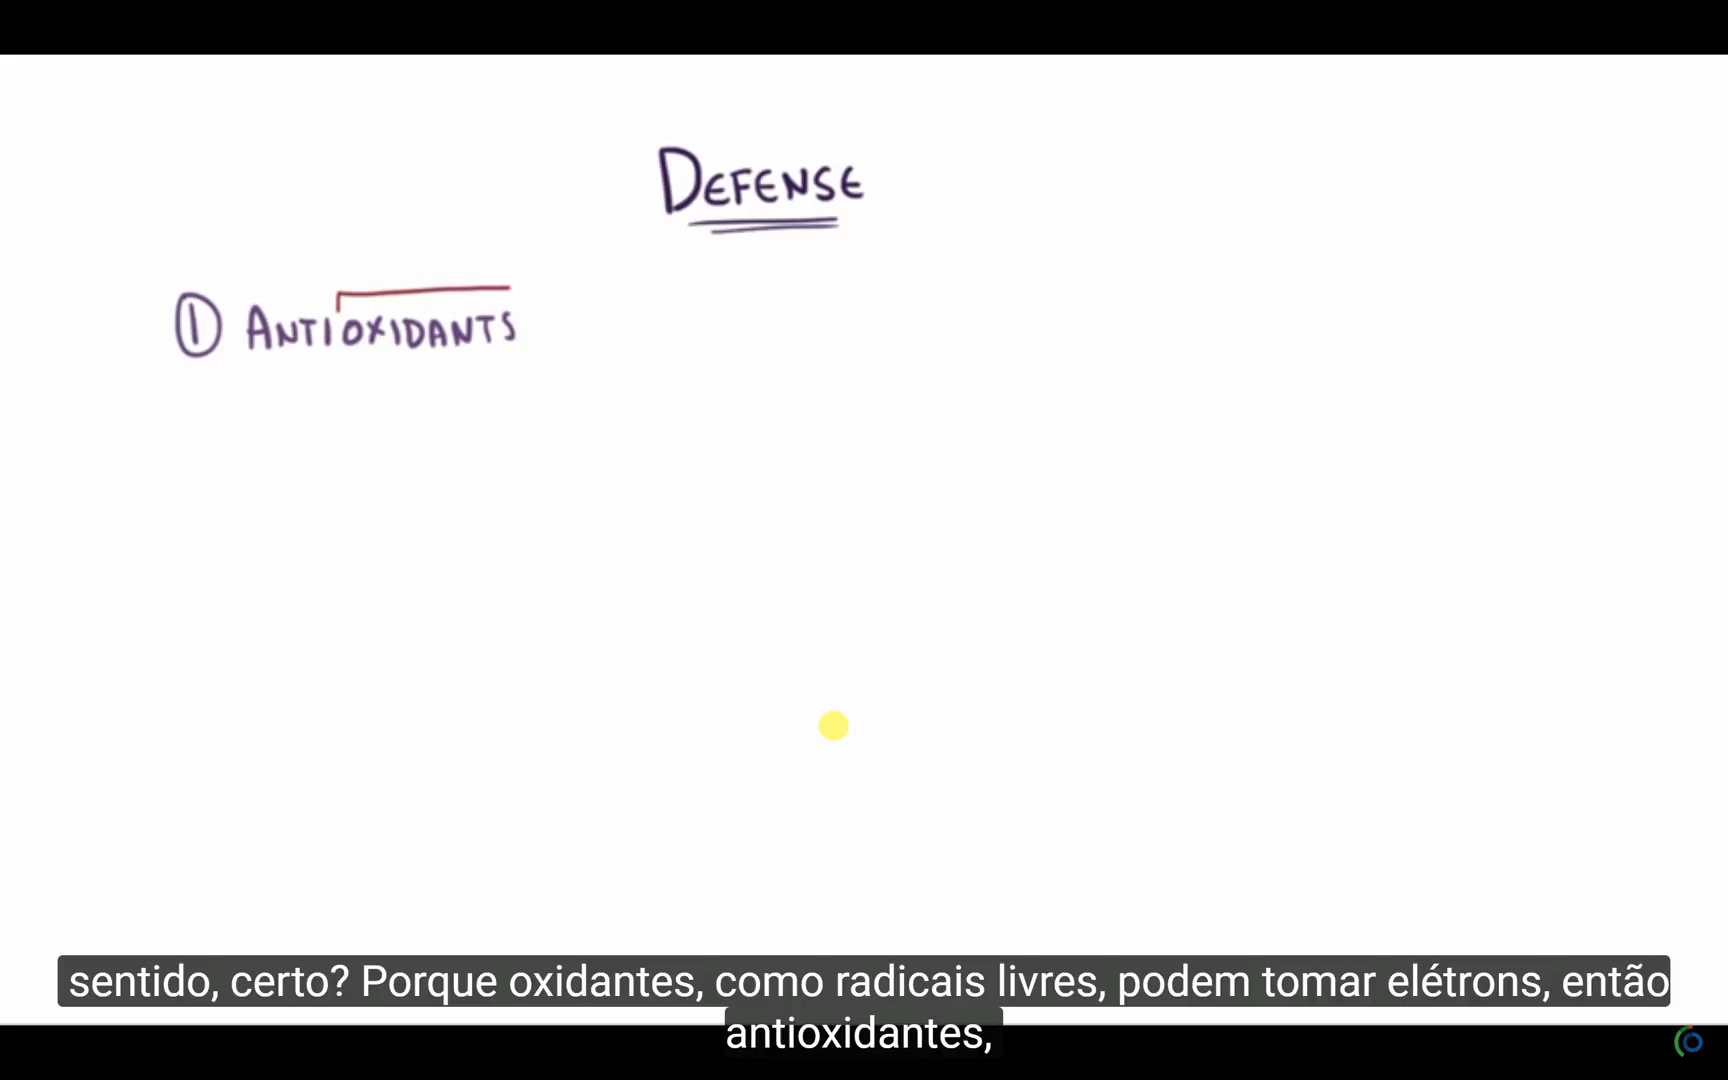 DEFENSE
① ANTIOXIDANTS
sentido, certo? Porque oxidantes, como radicais livres, podem tomar elétrons, então
antioxidantes,